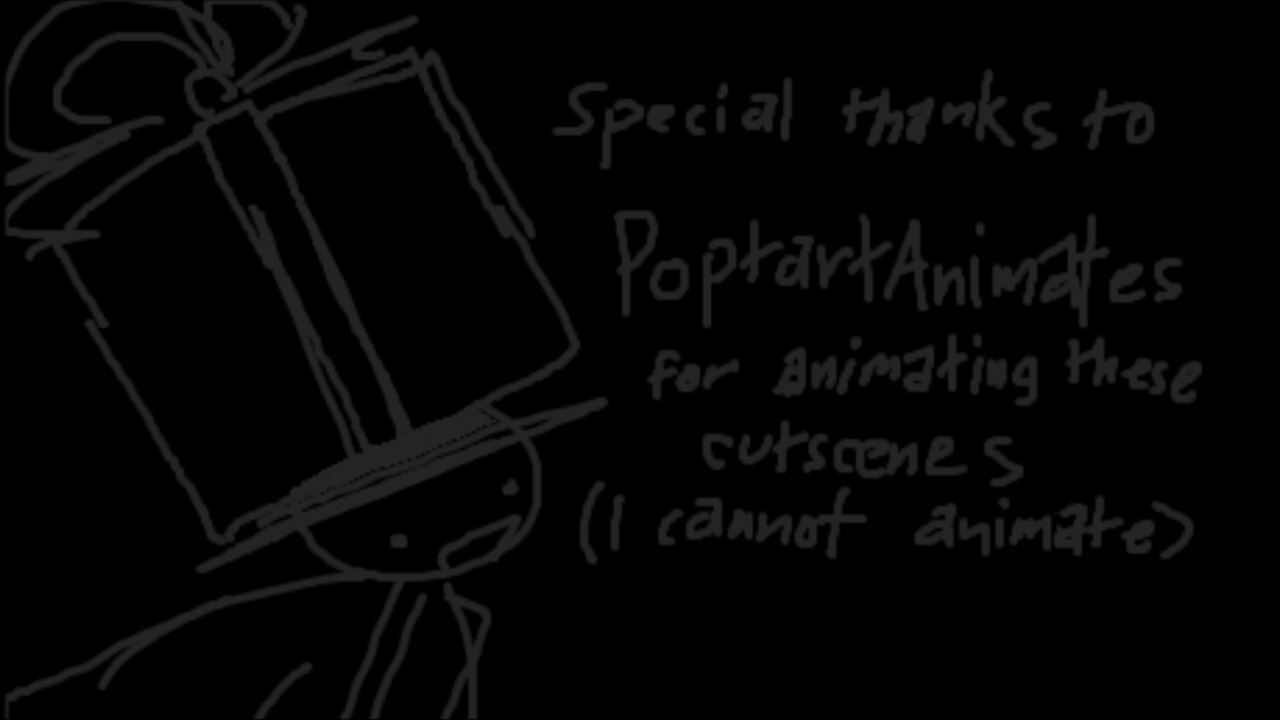 Special thanks to
PoptartAnimates
for animating these
cutscenes
(I cannot animate)